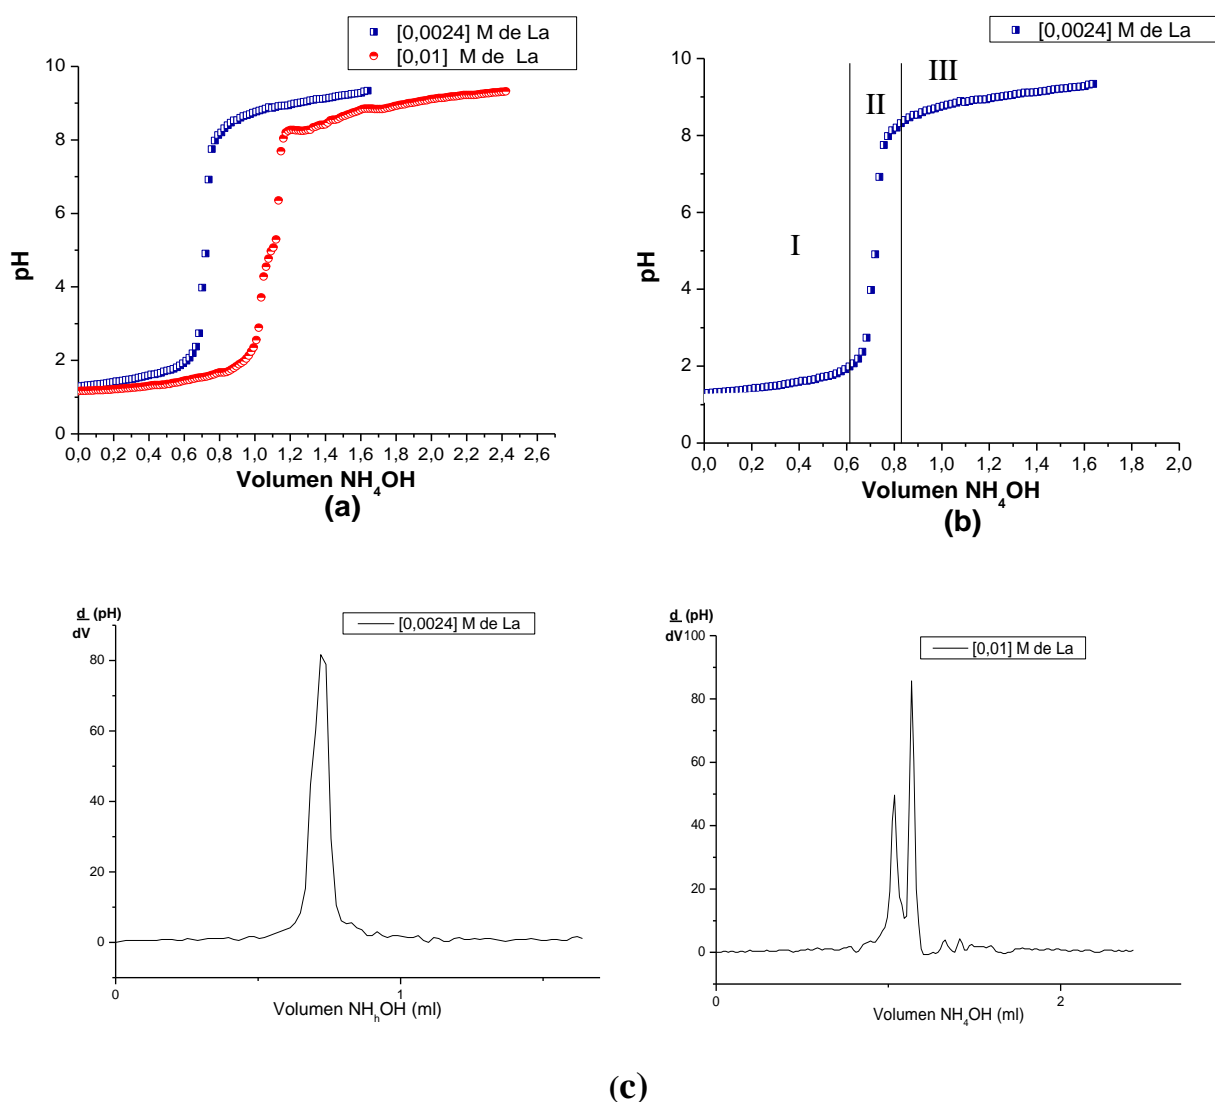 [0,0024] M de La
[0,01] M de La
10
8
6
4
2
0
pH
0,0 0,2 0,4 0,6 0,8 1,0 1,2 1,4 1,6 1,8 2,0 2,2 2,4 2,6
Volumen NH4OH
(a)
[0,0024] M de La
10
8
6
4
2
0
pH
I
II
III
0,0 0,2 0,4 0,6 0,8 1,0 1,2 1,4 1,6 1,8 2,0
Volumen NH4OH
(b)
d (pH)
dV
[0,0024] M de La
80
60
40
20
0
0 1
Volumen NHhOH (ml)
d (pH)
dV
[0,01] M de La
100
80
60
40
20
0
0 2
Volumen NH4OH (ml)
(c)